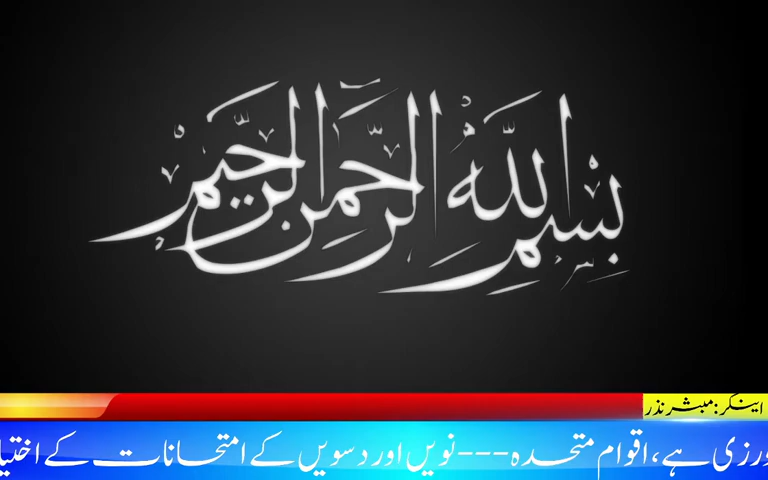 بسم الله الرحمن الرحيم
اینکر: مبشر نذر
ورزی ہے، اقوام متحدہ---نویں اور دسویں کے امتحانات کے